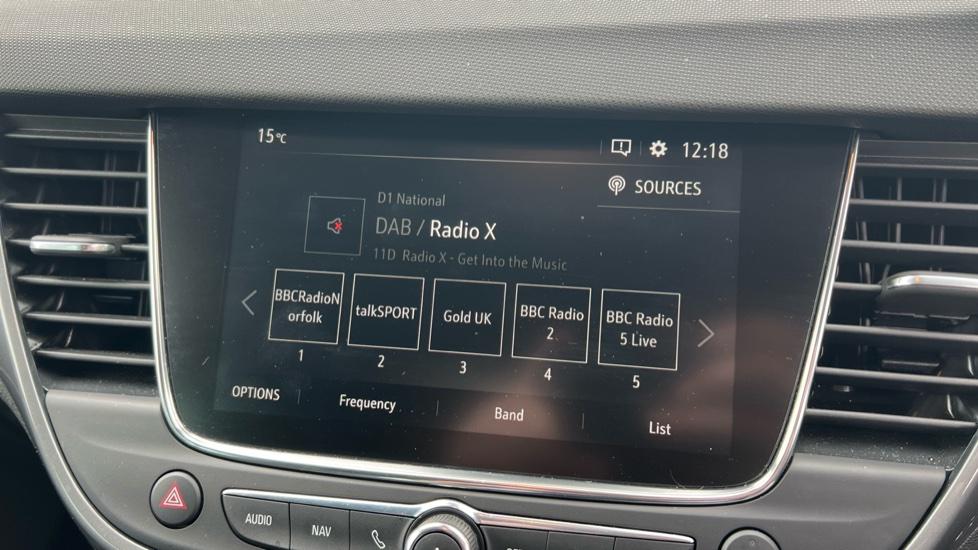 15°C
12:18
SOURCES
D1 National
DAB / Radio X
11D Radio X - Get Into the Music
BBCRadioN
orfolk
talkSPORT
Gold UK
BBC Radio
2
BBC Radio
5 Live
1
2
3
4
5
OPTIONS
Frequency
Band
List
AUDIO
NAV